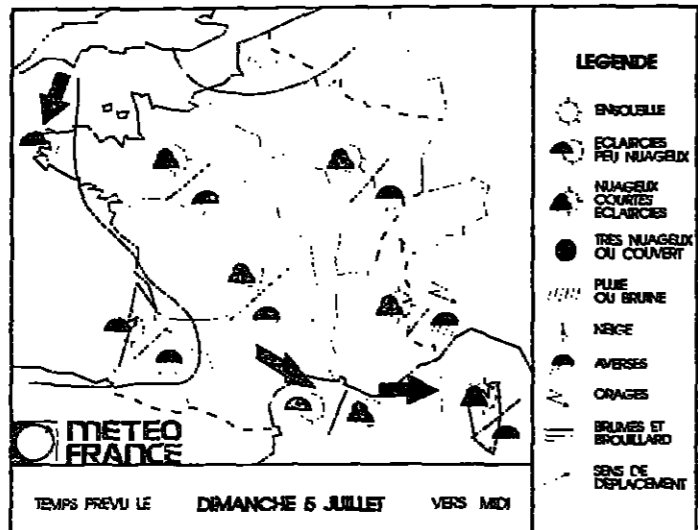 LEGENDE
ENSOLEILLE
ECLAIRCIES
PEU NUAGEUX
NUAGEUX
COURTES
ECLAIRCIES
TRES NUAGEUX
OU COUVERT
PLUIE
OU BRUINE
NEIGE
AVERSES
ORAGES
BRUMES ET
BROUILLARD
SENS DE
DEPLACEMENT
METEO
FRANCE
TEMPS PREVU LE DIMANCHE 5 JUILLET VERS MIDI